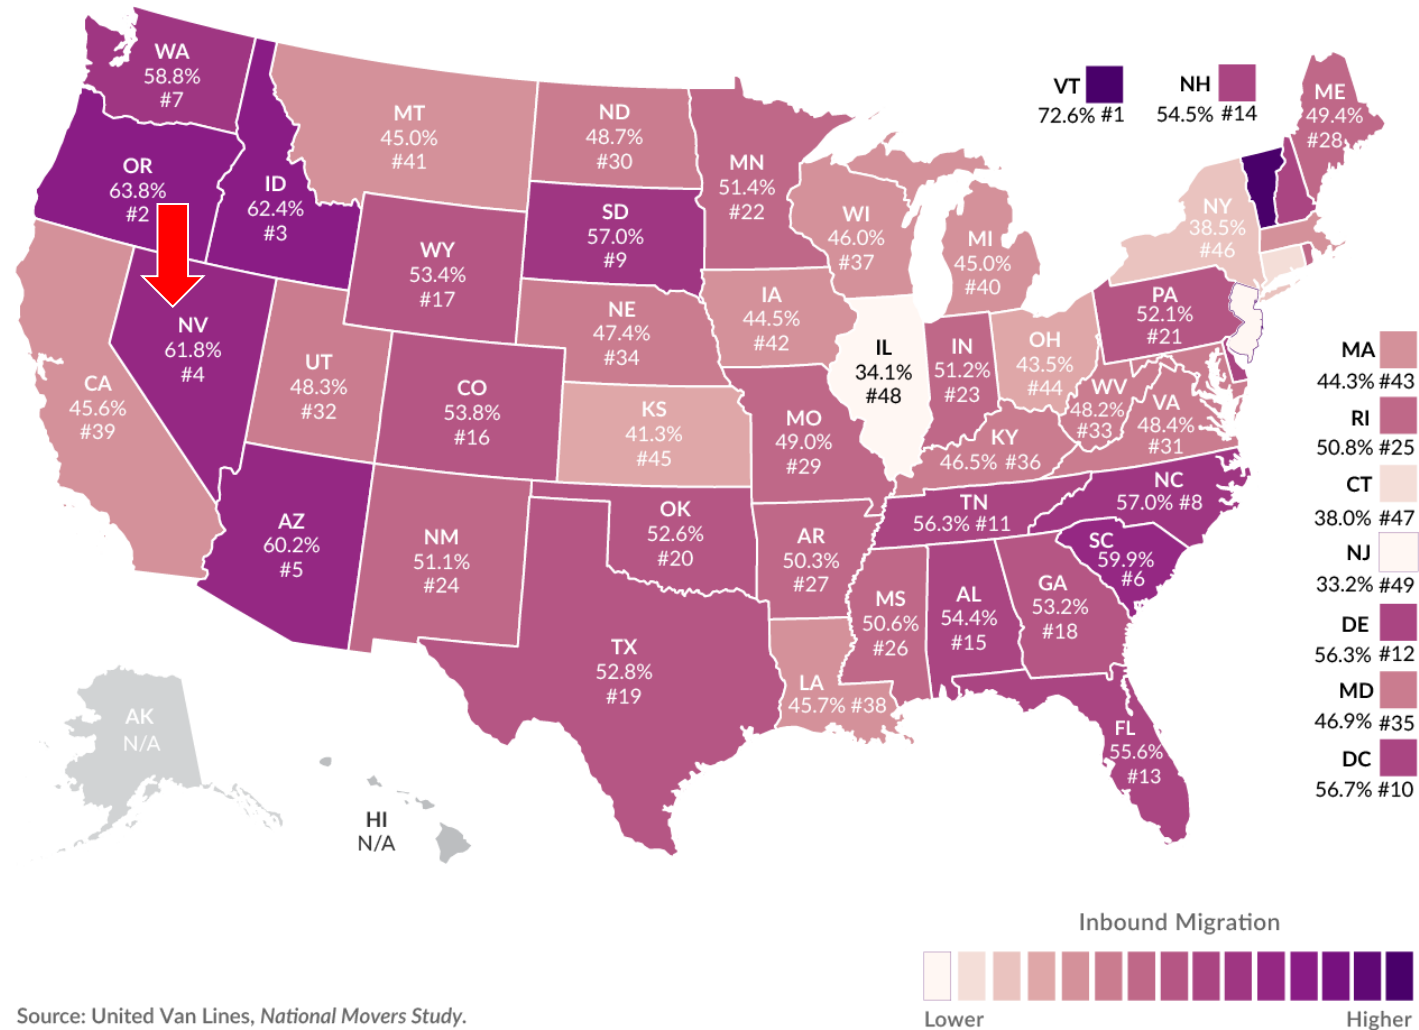 WA
58.8%
#7
OR
63.8%
#2
ID
62.4%
#3
MT
45.0%
#41
ND
48.7%
#30
MN
51.4%
#22
SD
57.0%
#9
WY
53.4%
#17
WI
46.0%
#37
MI
45.0%
#40
VT
72.6% #1
NH
54.5% #14
ME
49.4%
#28
NY
38.5%
#46
NV
61.8%
#4
UT
48.3%
#32
CA
45.6%
#39
CO
53.8%
#16
NE
47.4%
#34
IA
44.5%
#42
KS
41.3%
#45
MO
49.0%
#29
IL
34.1%
#48
IN
51.2%
#23
OH
43.5%
#44
PA
52.1%
#21
WV
48.2%
#33
VA
48.4%
#31
KY
46.5% #36
MA
44.3% #43
RI
50.8% #25
CT
38.0% #47
NJ
33.2% #49
DE
56.3% #12
MD
46.9% #35
DC
56.7% #10
AZ
60.2%
#5
NM
51.1%
#24
OK
52.6%
#20
TX
52.8%
#19
AR
50.3%
#27
LA
45.7% #38
MS
50.6%
#26
AL
54.4%
#15
GA
53.2%
#18
TN
56.3% #11
NC
57.0% #8
SC
59.9%
#6
FL
55.6%
#13
AK
N/A
HI
N/A
Inbound Migration
Lower
Higher
Source: United Van Lines, National Movers Study.